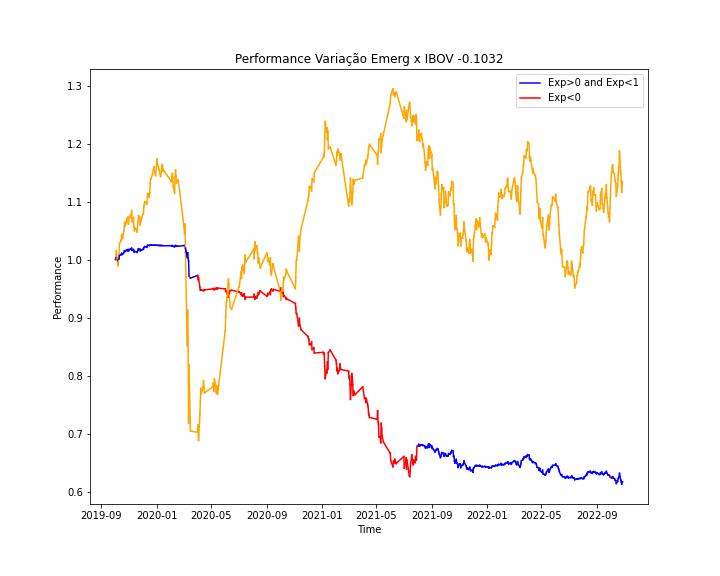 Performance Variação Emerg x IBOV -0.1032
Exp>0 and Exp<1
Exp<0
1.3
1.2
1.1
1.0
0.9
0.8
0.7
0.6
Performance
2019-09 2020-01 2020-05 2020-09 2021-01 2021-05 2021-09 2022-01 2022-05 2022-09
Time